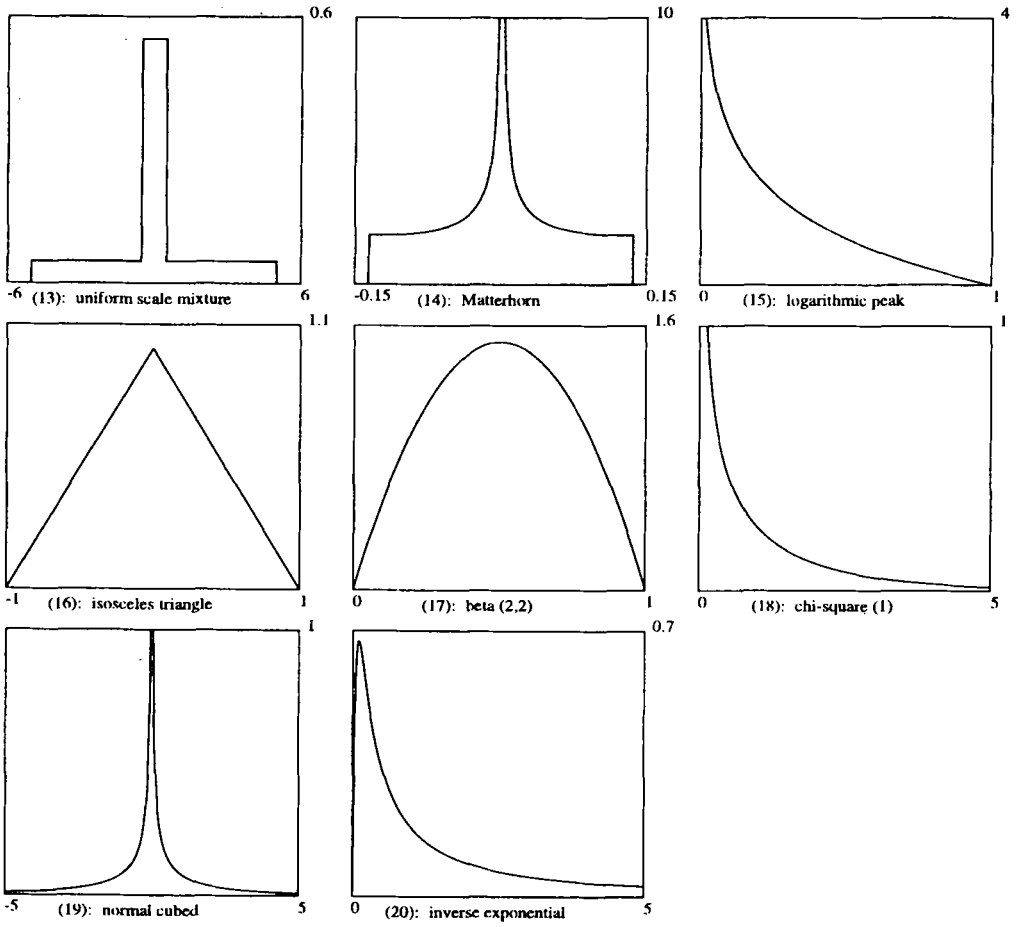 0.6
10
4
-6 (13): uniform scale mixture 6
-0.15 (14): Matterhorn 0.15
0 (15): logarithmic peak 1
1.1
1.6
1
-1 (16): isosceles triangle 1
0 (17): beta (2,2) 1
0 (18): chi-square (1) 5
1
0.7
-5 (19): normal cubed 5
0 (20): inverse exponential 5